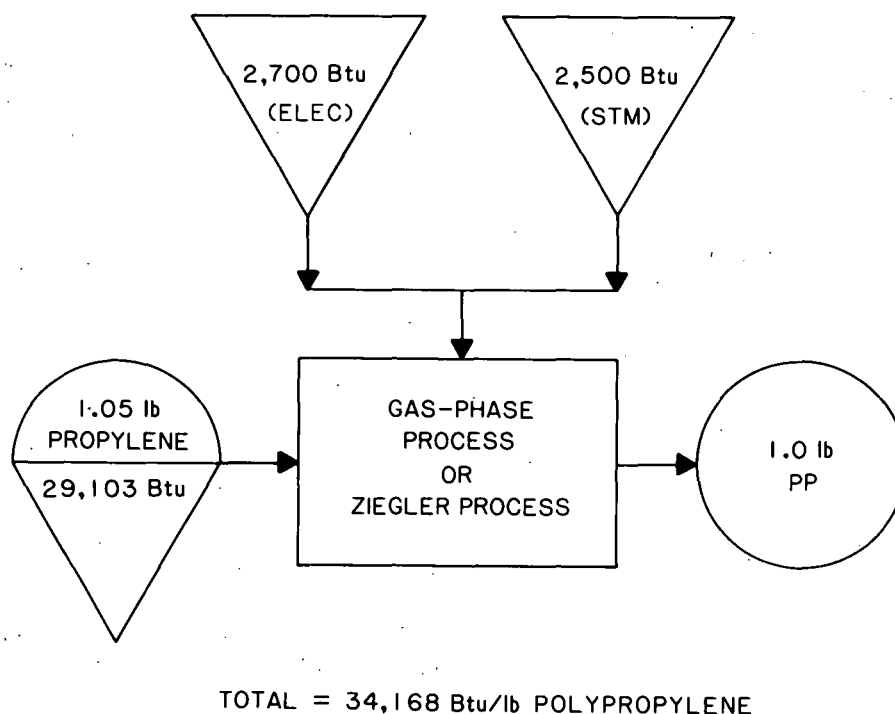 2,700 Btu
(ELEC)
2,500 Btu
(STM)
1.05 lb
PROPYLENE
29,103 Btu
GAS-PHASE
PROCESS
OR
ZIEGLER PROCESS
1.0 lb
PP
TOTAL = 34,168 Btu/lb POLYPROPYLENE